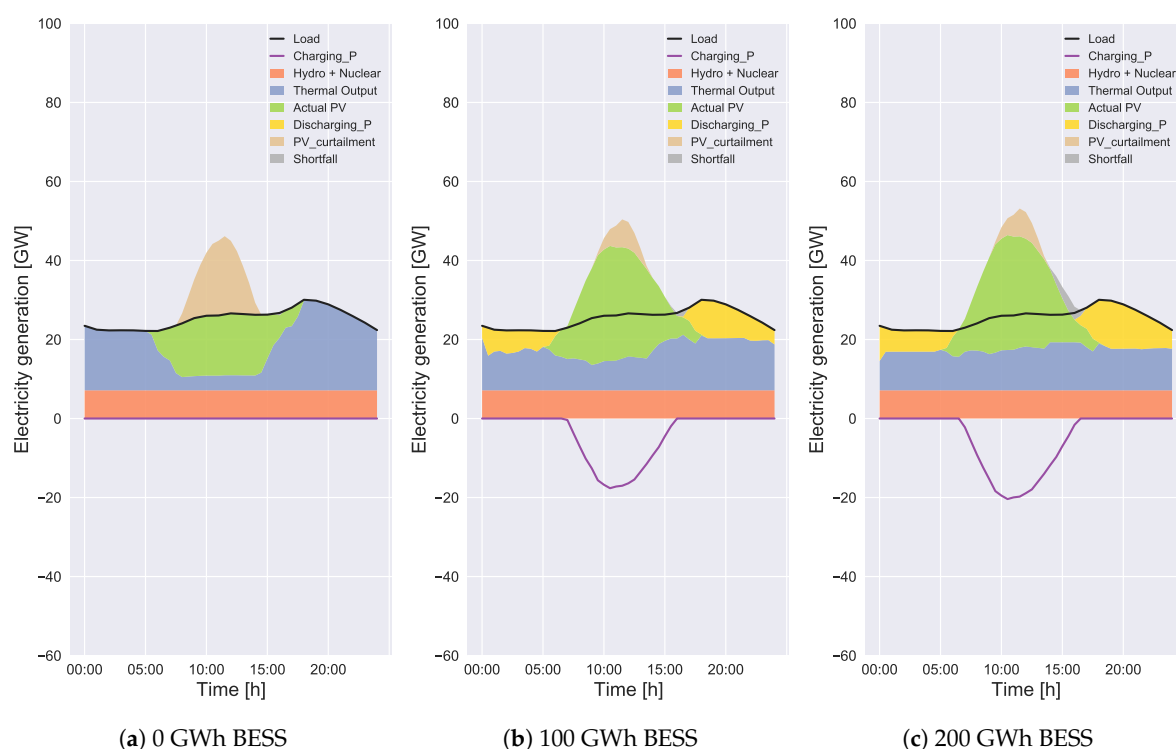 100
80
60
40
20
0
−20
−40
−60
Electricity generation [GW]
Load
Charging_P
Hydro + Nuclear
Thermal Output
Actual PV
Discharging_P
PV_curtailment
Shortfall
00:00 05:00 10:00 15:00 20:00
Time [h]
(a) 0 GWh BESS
100
80
60
40
20
0
−20
−40
−60
Electricity generation [GW]
Load
Charging_P
Hydro + Nuclear
Thermal Output
Actual PV
Discharging_P
PV_curtailment
Shortfall
00:00 05:00 10:00 15:00 20:00
Time [h]
(b) 100 GWh BESS
100
80
60
40
20
0
−20
−40
−60
Electricity generation [GW]
Load
Charging_P
Hydro + Nuclear
Thermal Output
Actual PV
Discharging_P
PV_curtailment
Shortfall
00:00 05:00 10:00 15:00 20:00
Time [h]
(c) 200 GWh BESS